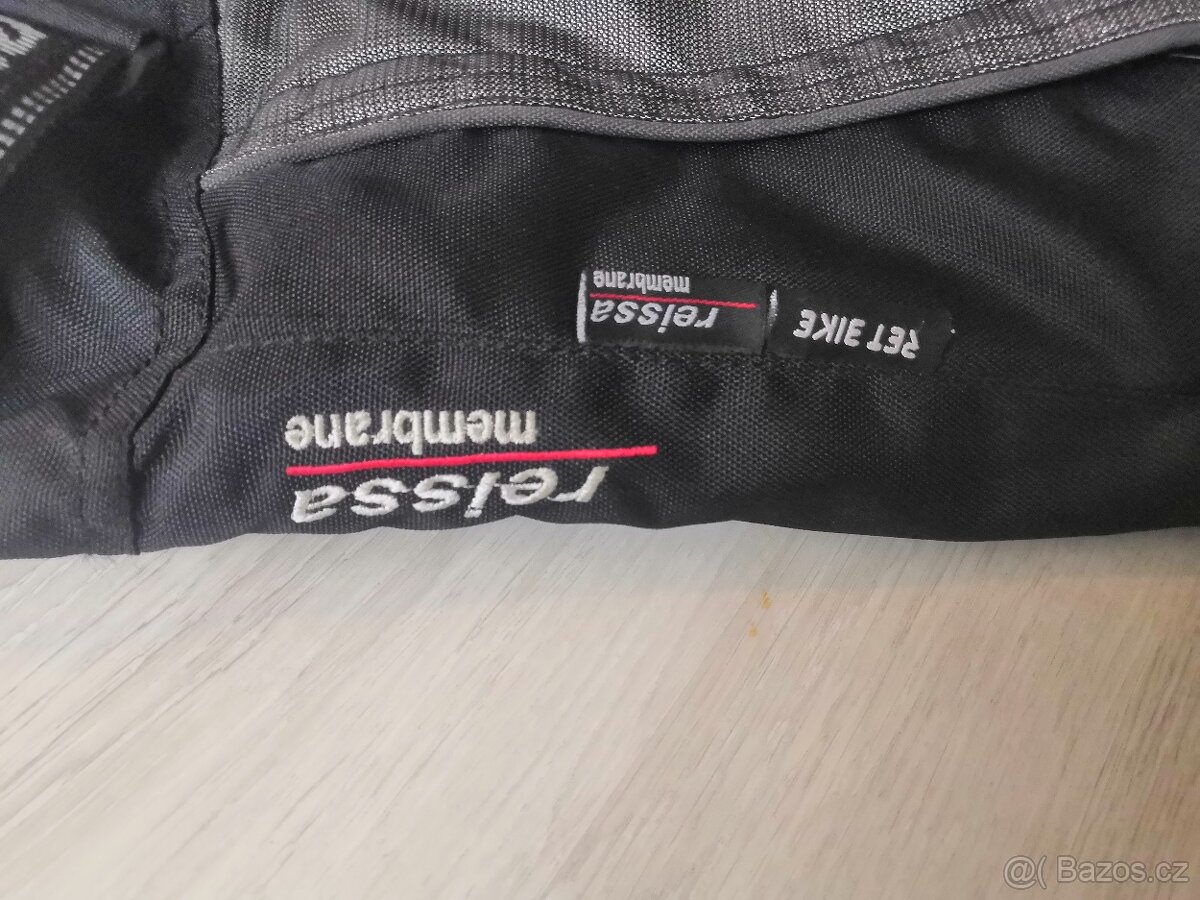 reissa
membrane
RET BIKE
reissa
membrane
@( Bazos.cz